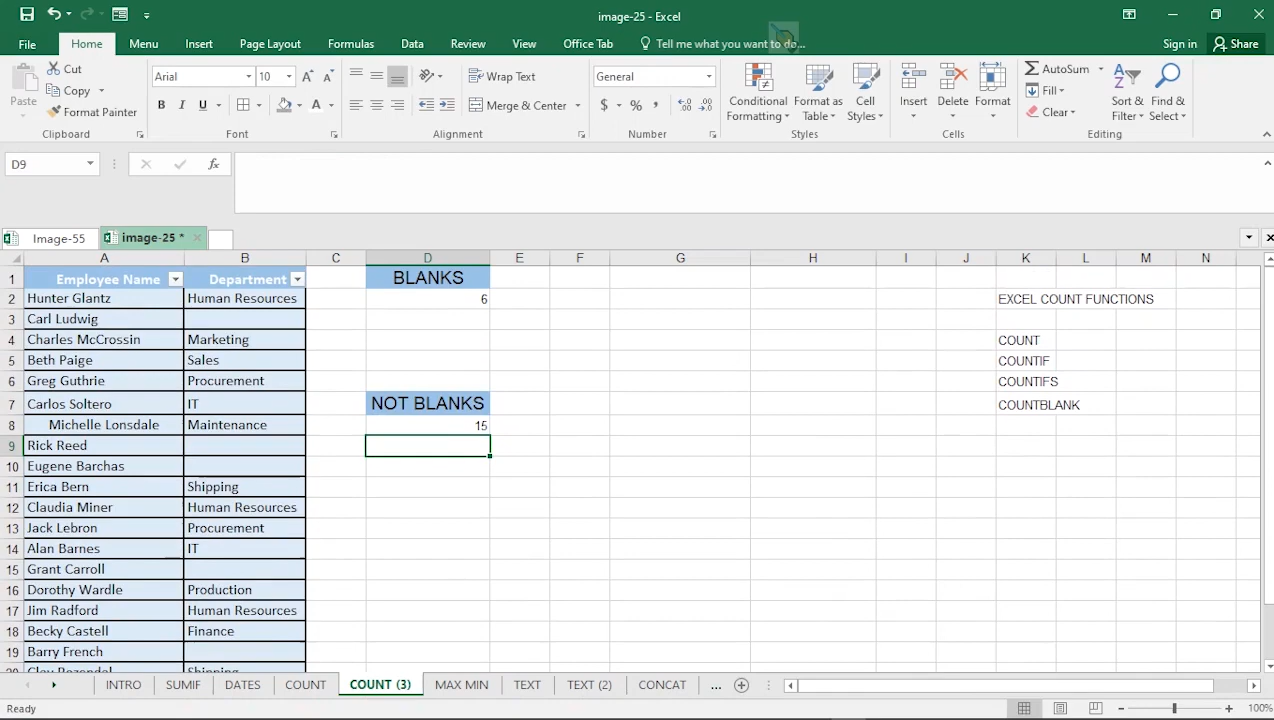 image-25 - Excel
File Home Menu Insert Page Layout Formulas Data Review View Office Tab Tell me what you want to do... Sign in Share
Paste Cut Copy Format Painter
Arial 10 A A B I U A
Wrap Text Merge & Center
General $ % ,
Conditional Formatting Format as Table Cell Styles
Insert Delete Format
AutoSum Fill Clear Sort & Filter Find & Select
Clipboard Font Alignment Number Styles Cells Editing
D9 fx
Image-55 image-25 *
A B C D E F G H I J K L M N
1 Employee Name Department BLANKS
2 Hunter Glantz Human Resources 6 EXCEL COUNT FUNCTIONS
3 Carl Ludwig
4 Charles McCrossin Marketing COUNT
5 Beth Paige Sales COUNTIF
6 Greg Guthrie Procurement COUNTIFS
7 Carlos Soltero IT NOT BLANKS COUNTBLANK
8 Michelle Lonsdale Maintenance 15
9 Rick Reed
10 Eugene Barchas
11 Erica Bern Shipping
12 Claudia Miner Human Resources
13 Jack Lebron Procurement
14 Alan Barnes IT
15 Grant Carroll
16 Dorothy Wardle Production
17 Jim Radford Human Resources
18 Becky Castell Finance
19 Barry French
Shipping
INTRO SUMIF DATES COUNT COUNT (3) MAX MIN TEXT TEXT (2) CONCAT ...
Ready 100%